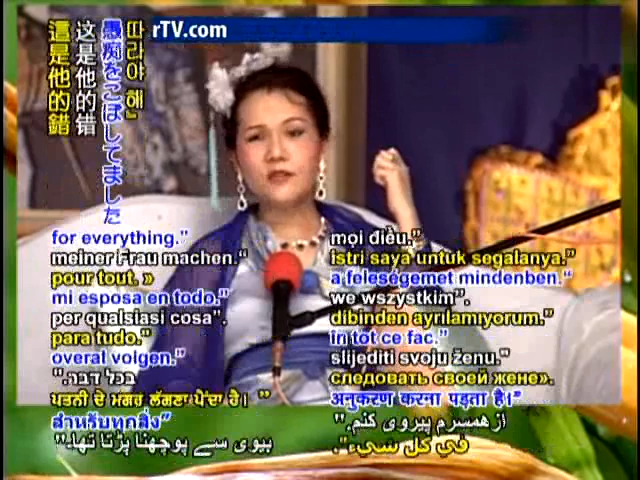 rTV.com
따라야 해』
愚痴をこぼしてました
这是他的错
這是他的錯
for everything."
meiner Frau machen.“
pour tout. »
mi esposa en todo."
per qualsiasi cosa".
para tudo."
overal volgen."
בכל דבר."
ਪਤਨੀ ਦੇ ਮਗਰ ਲੱਗਣਾ ਪੈਂਦਾ ਹੈ। ”
สำหรับทุกสิ่ง”
بیوی سے پوچھنا پڑتا تھا۔"
mọi điều."
istri saya untuk segalanya."
a feleségemet mindenben."
we wszystkim”.
dibinden ayrılamıyorum."
în tot ce fac."
slijediti svoju ženu."
следовать своей жене».
अनुकरण करना पड़ता है।”
از همسرم پیروی کنم."
في كل شيء".